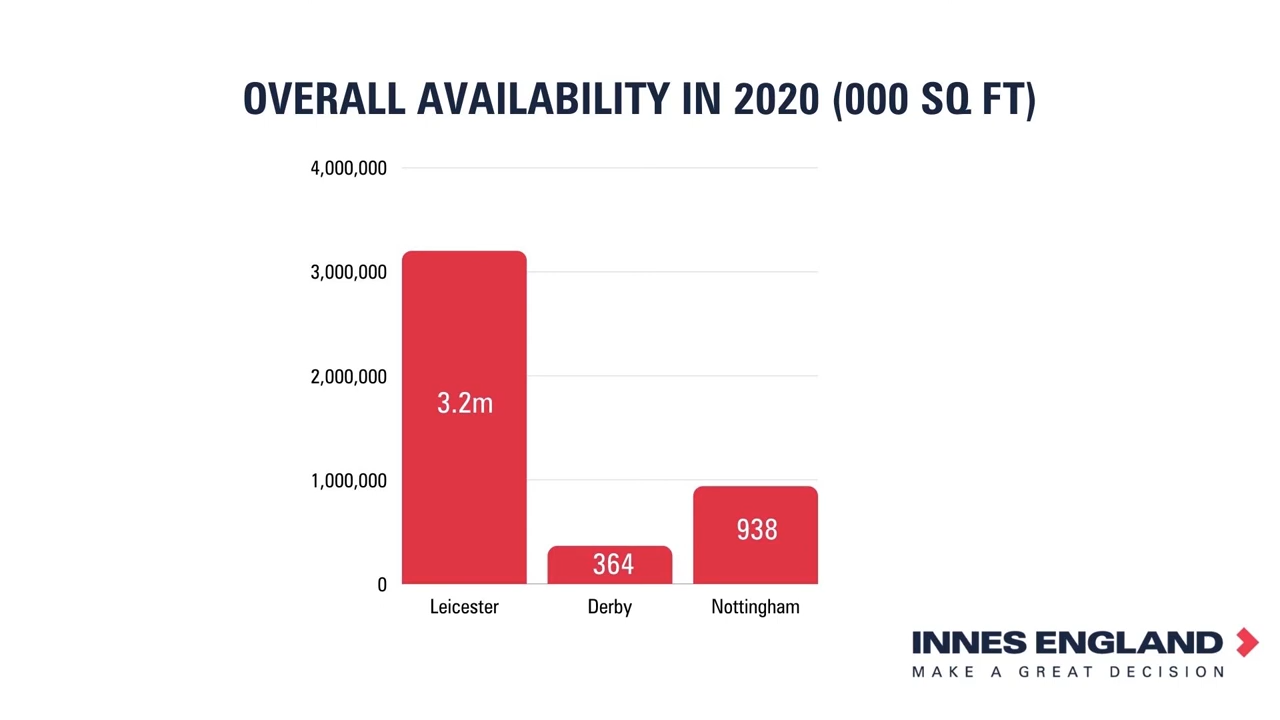 OVERALL AVAILABILITY IN 2020 (000 SQ FT)
4,000,000
3,000,000
2,000,000
1,000,000
0
3.2m
364
938
Leicester Derby Nottingham
INNES ENGLAND
MAKE A GREAT DECISION